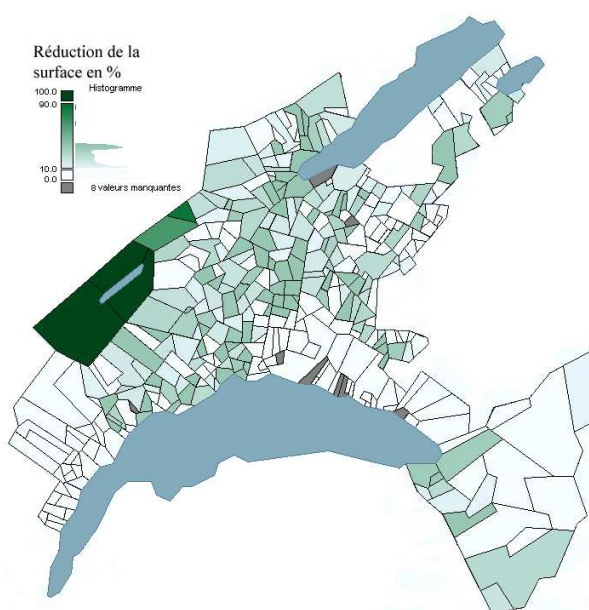 Réduction de la
surface en %
Histogramme
100.0
90.0
10.0
0.0
8 valeurs manquantes